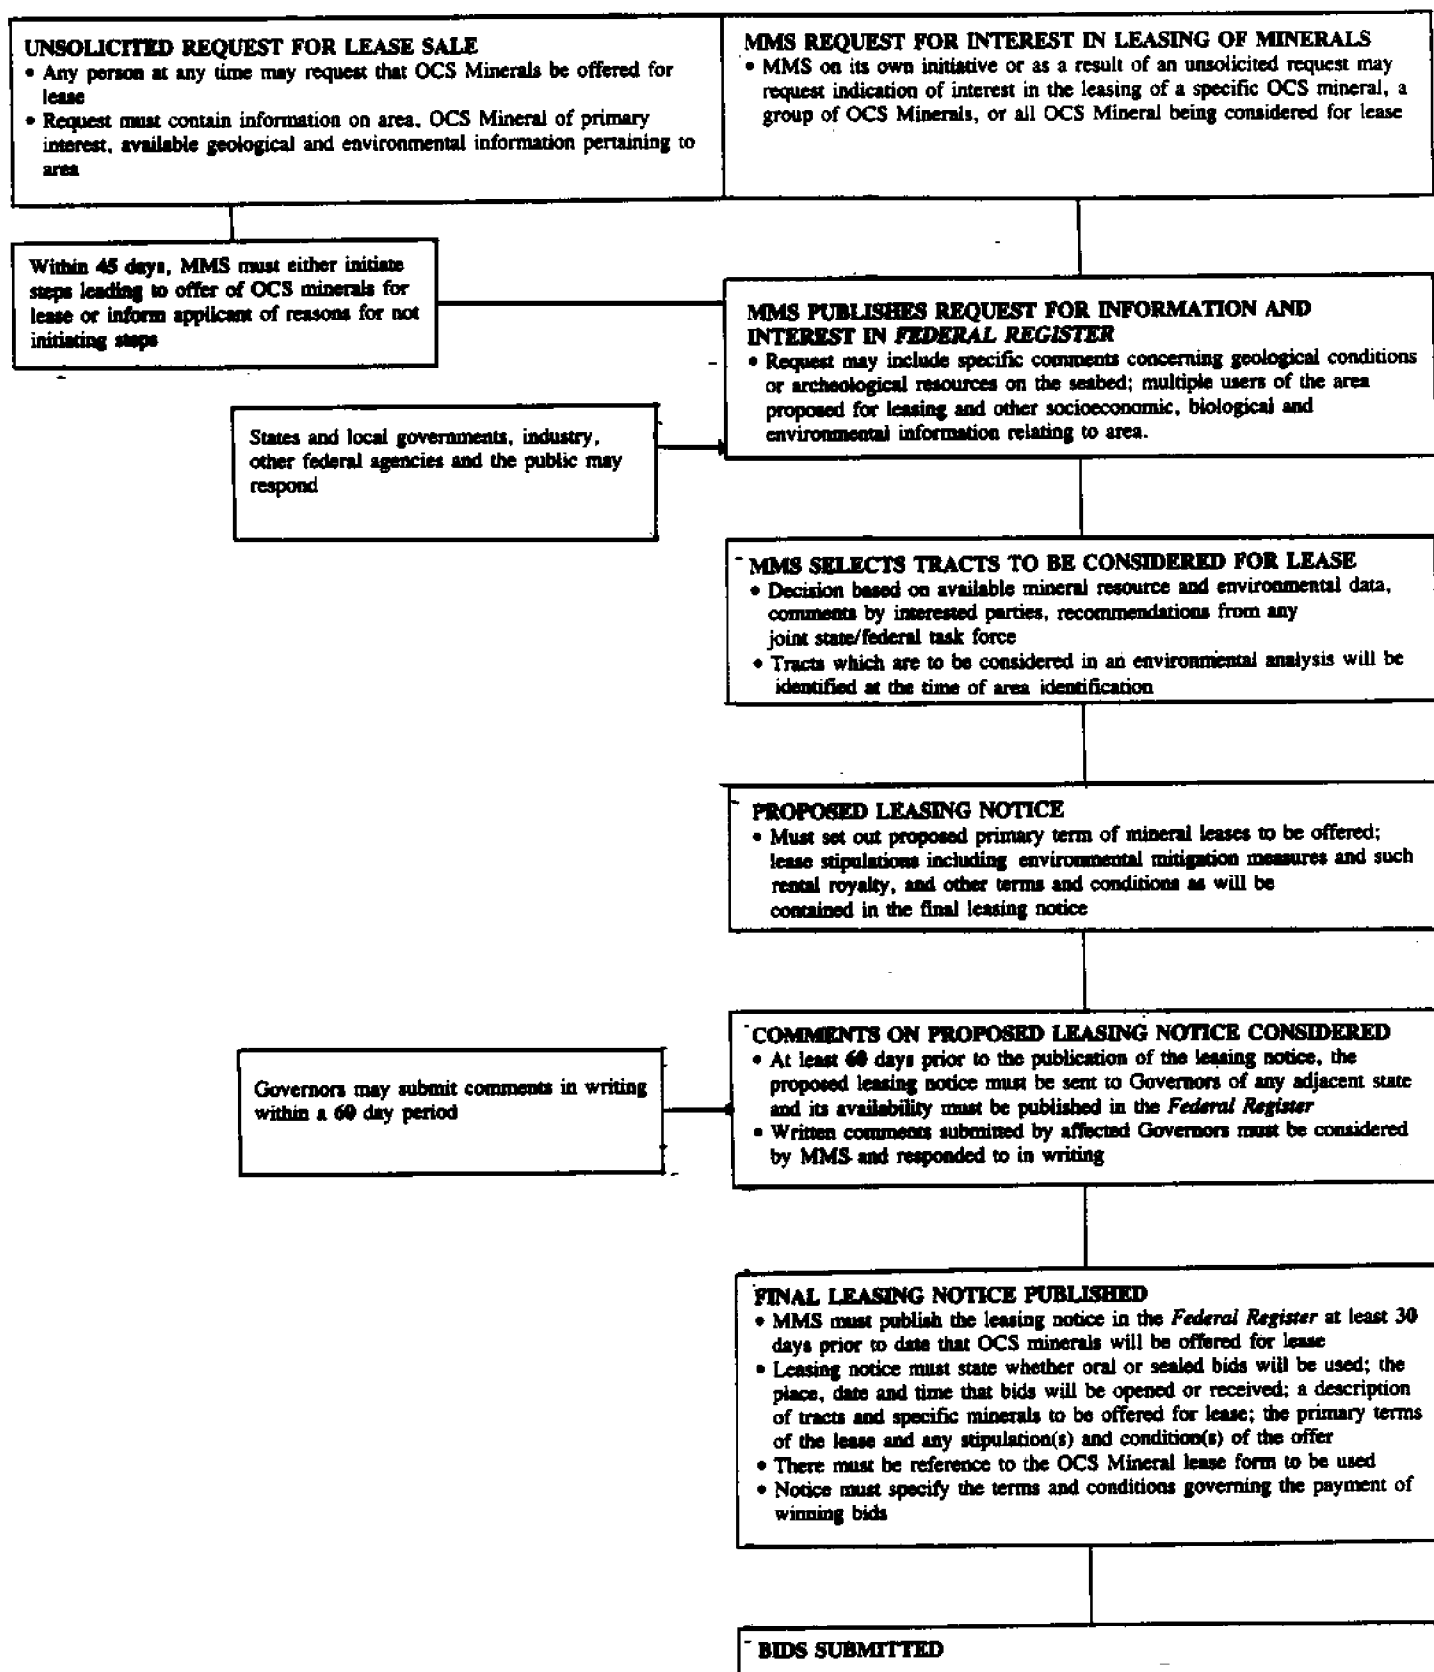 UNSOLICITED REQUEST FOR LEASE SALE
• Any person at any time may request that OCS Minerals be offered for
lease
• Request must contain information on area, OCS Mineral of primary
interest, available geological and environmental information pertaining to
area
MMS REQUEST FOR INTEREST IN LEASING OF MINERALS
• MMS on its own initiative or as a result of an unsolicited request may
request indication of interest in the leasing of a specific OCS mineral, a
group of OCS Minerals, or all OCS Mineral being considered for lease
Within 45 days, MMS must either initiate
steps leading to offer of OCS minerals for
lease or inform applicant of reasons for not
initiating steps
MMS PUBLISHES REQUEST FOR INFORMATION AND
INTEREST IN FEDERAL REGISTER
• Request may include specific comments concerning geological conditions
or archeological resources on the seabed; multiple users of the area
proposed for leasing and other socioeconomic, biological and
environmental information relating to area.
States and local governments, industry,
other federal agencies and the public may
respond
MMS SELECTS TRACTS TO BE CONSIDERED FOR LEASE
• Decision based on available mineral resource and environmental data,
comments by interested parties, recommendations from any
joint state/federal task force
• Tracts which are to be considered in an environmental analysis will be
identified at the time of area identification
PROPOSED LEASING NOTICE
• Must set out proposed primary term of mineral leases to be offered;
lease stipulations including environmental mitigation measures and such
rental royalty, and other terms and conditions as will be
contained in the final leasing notice
COMMENTS ON PROPOSED LEASING NOTICE CONSIDERED
• At least 60 days prior to the publication of the leasing notice, the
proposed leasing notice must be sent to Governors of any adjacent state
and its availability must be published in the Federal Register
• Written comments submitted by affected Governors must be considered
by MMS and responded to in writing
Governors may submit comments in writing
within a 60 day period
FINAL LEASING NOTICE PUBLISHED
• MMS must publish the leasing notice in the Federal Register at least 30
days prior to date that OCS minerals will be offered for lease
• Leasing notice must state whether oral or sealed bids will be used; the
place, date and time that bids will be opened or received; a description
of tracts and specific minerals to be offered for lease; the primary terms
of the lease and any stipulation(s) and condition(s) of the offer
• There must be reference to the OCS Mineral lease form to be used
• Notice must specify the terms and conditions governing the payment of
winning bids
BIDS SUBMITTED